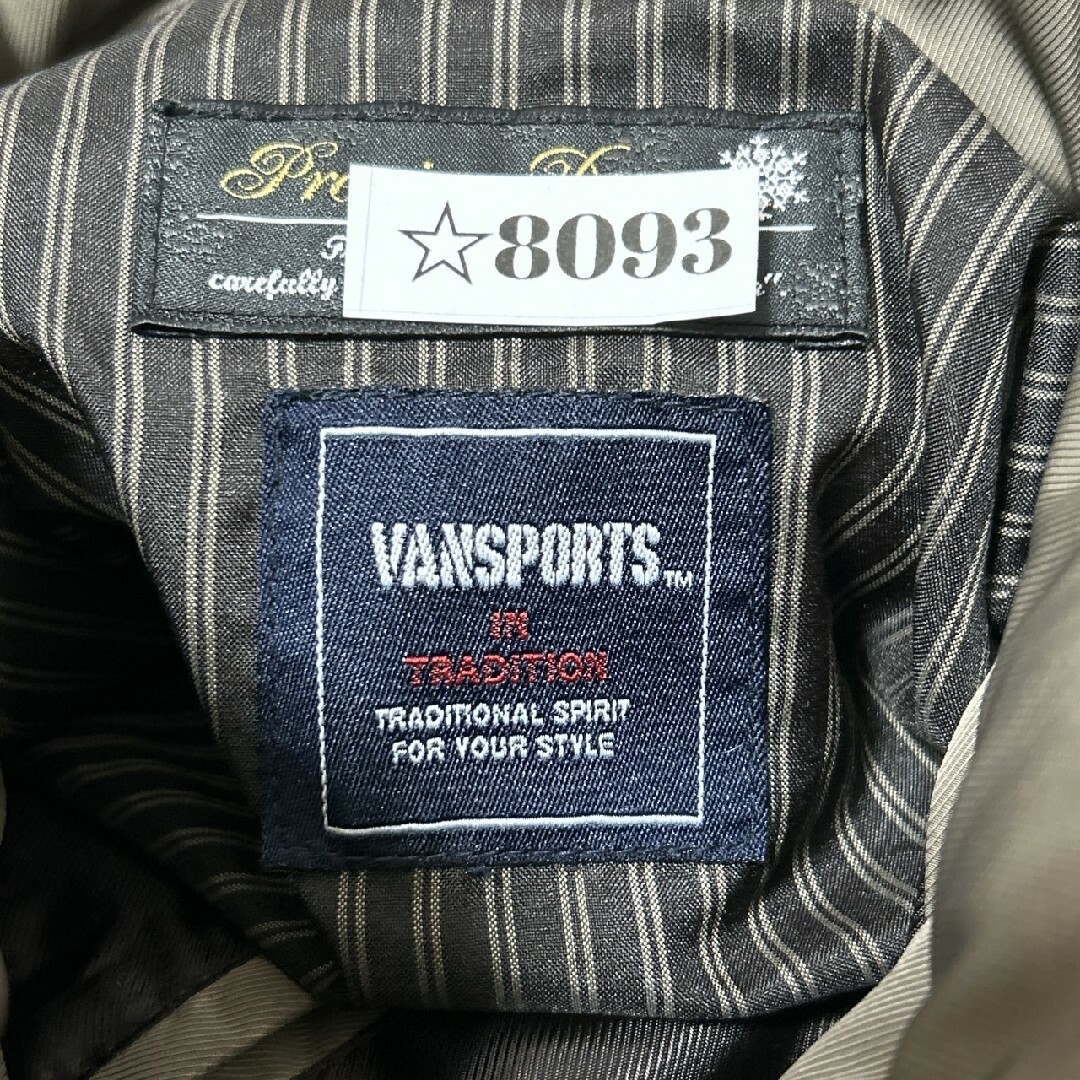 ☆8093
carefully
VANSPORTS™
IN
TRADITION
TRADITIONAL SPIRIT
FOR YOUR STYLE